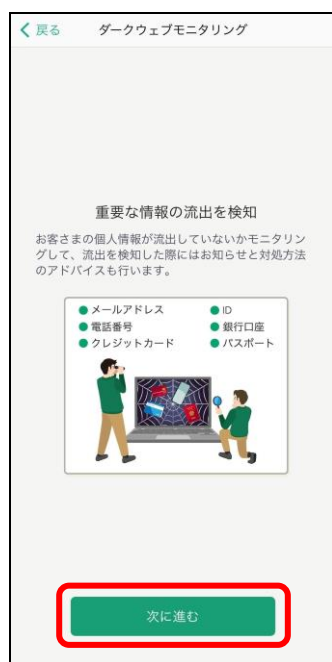 戻る ダークウェブモニタリング
重要な情報の流出を検知
お客さまの個人情報が流出していないかモニタリン
グして、流出を検知した際にはお知らせと対処方法
のアドバイスも行います。
メールアドレス ID
電話番号 銀行口座
クレジットカード パスポート
次に進む